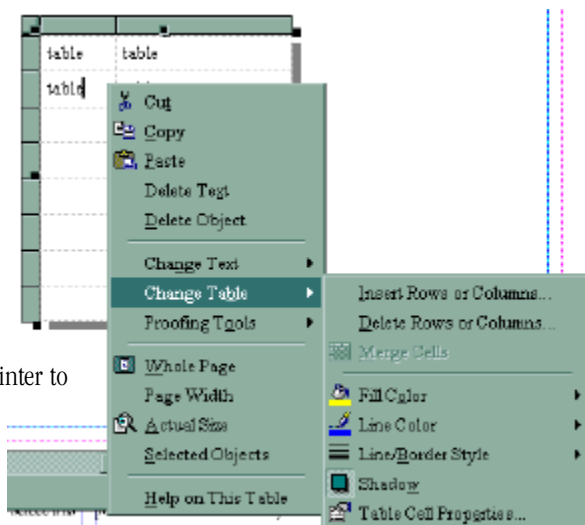 table table
table
Cut
Copy
Paste
Delete Text
Delete Object
Change Text
Change Table
Insert Rows or Columns...
Proofing Tools
Delete Rows or Columns...
Merge Cells
Whole Page
inter to
Page Width
Fill Color
Actual Size
Line Color
Selected Objects
Line/Border Style
Shadow
Help on This Table
Table Cell Properties...